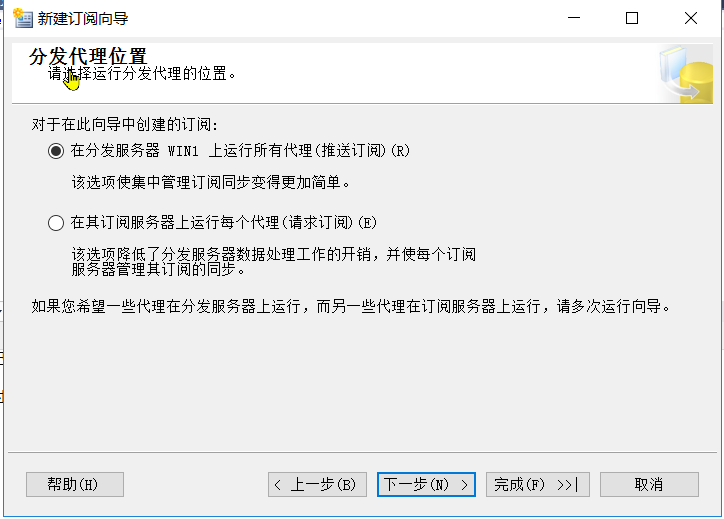 新建订阅向导
分发代理位置
请选择运行分发代理的位置。
对于在此向导中创建的订阅:
在分发服务器 WIN1 上运行所有代理(推送订阅)(R)
该选项使集中管理订阅同步变得更加简单。
在其订阅服务器上运行每个代理(请求订阅)(E)
该选项降低了分发服务器数据处理工作的开销，并使每个订阅
服务器管理其订阅的同步。
如果您希望一些代理在分发服务器上运行，而另一些代理在订阅服务器上运行，请多次运行向导。
帮助(H) < 上一步(B) 下一步(N) > 完成(F) >>| 取消